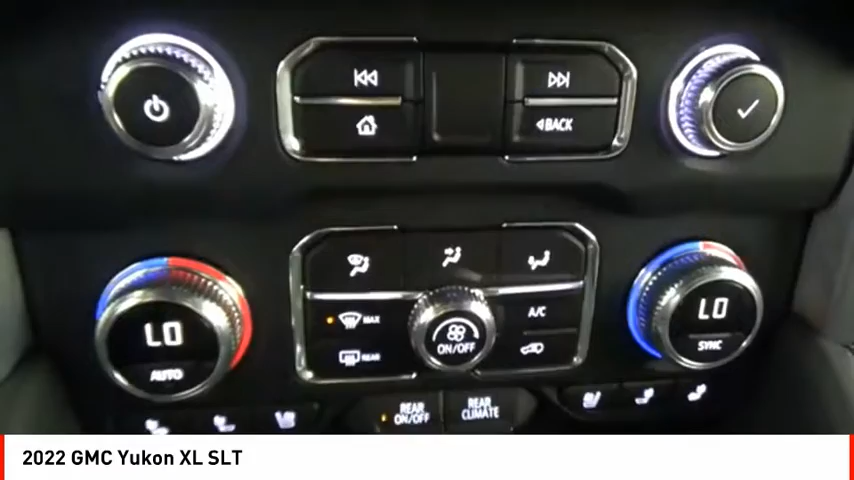 BACK
MAX
A/C
LO
AUTO
ON/OFF
REAR
LO
SYNC
REAR
ON/OFF
REAR
CLIMATE
2022 GMC Yukon XL SLT